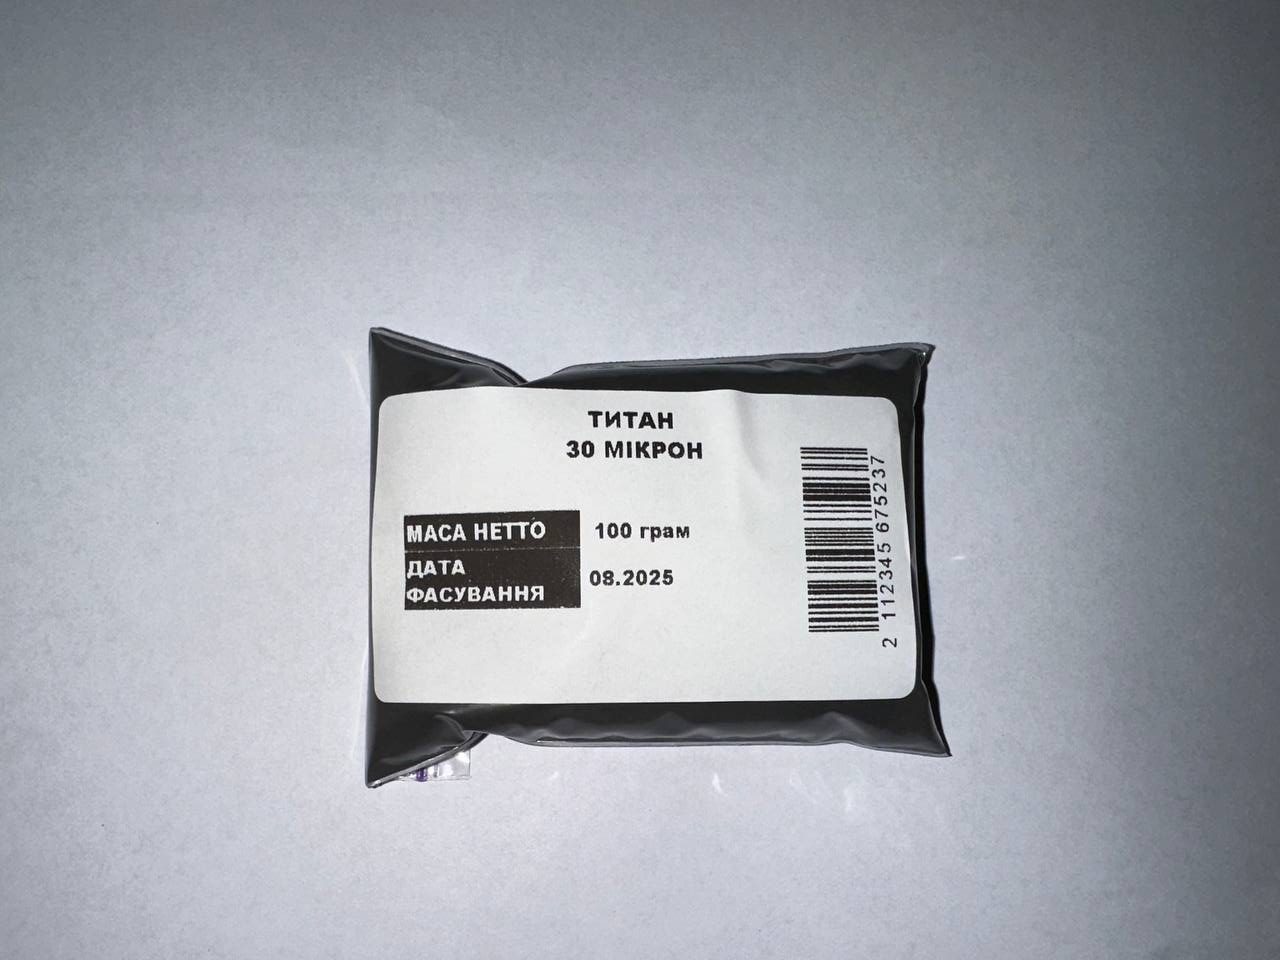 ТИТАН
30 МІКРОН
МАСА НЕТТО 100 грам
ДАТА
ФАСУВАННЯ 08.2025
2 112345 675237